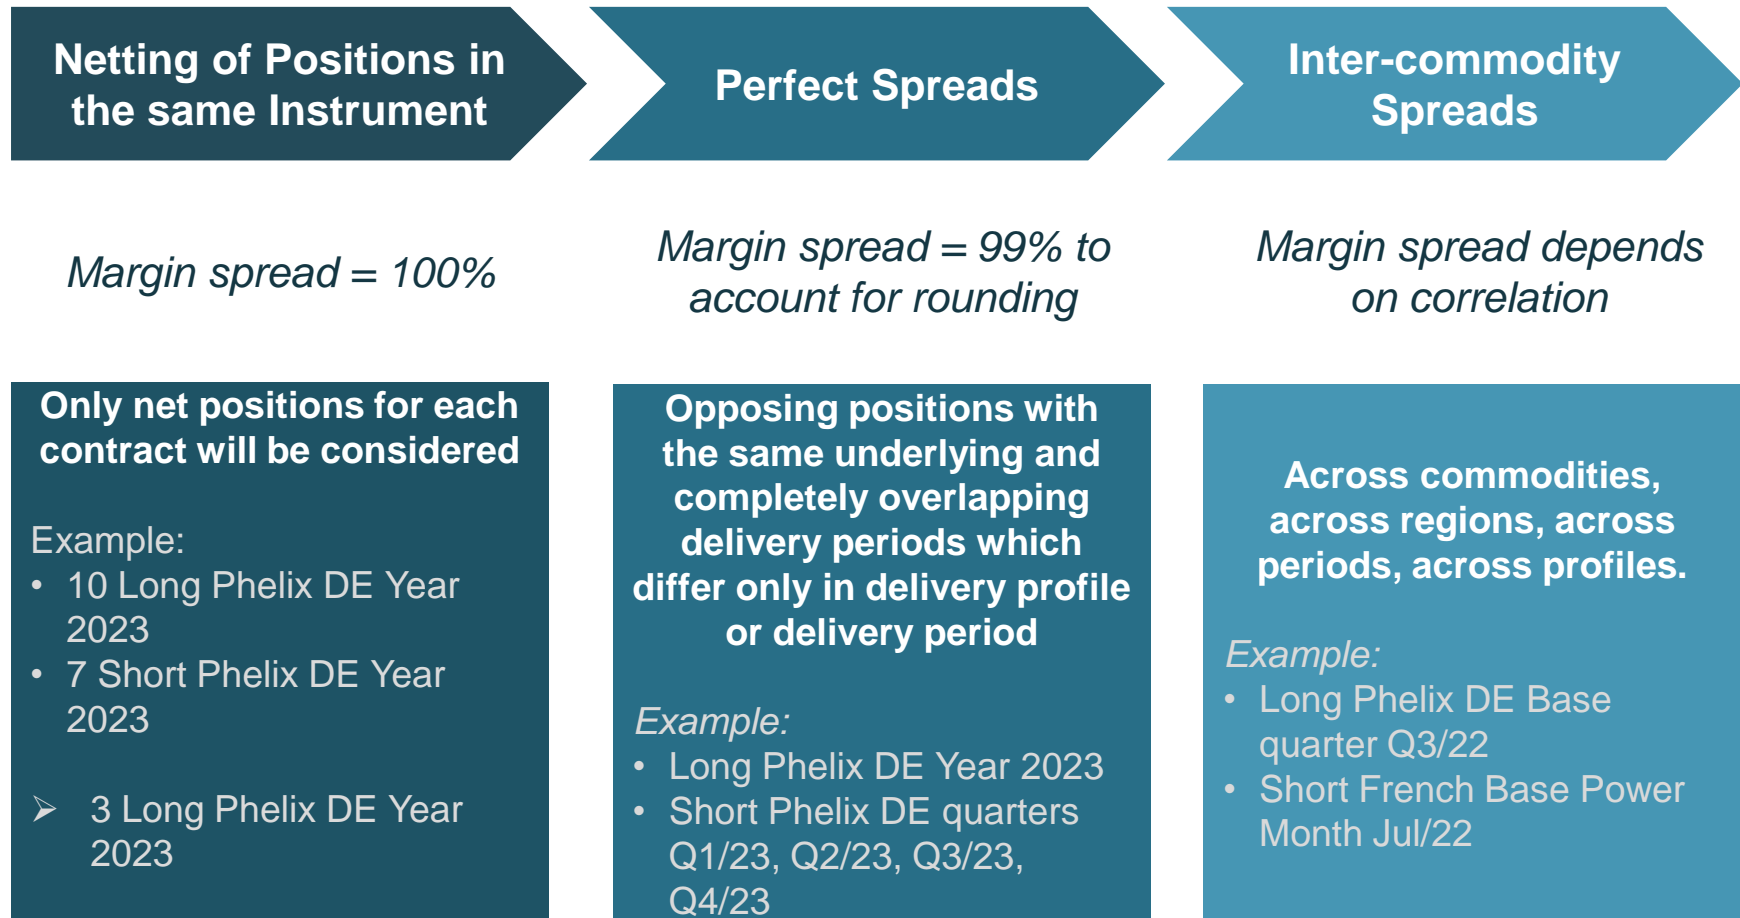 Netting of Positions in
the same Instrument
Perfect Spreads
Inter-commodity
Spreads
Margin spread = 100%
Margin spread = 99% to
account for rounding
Margin spread depends
on correlation
Only net positions for each
contract will be considered
Example:
• 10 Long Phelix DE Year
2023
• 7 Short Phelix DE Year
2023
➢ 3 Long Phelix DE Year
2023
Opposing positions with
the same underlying and
completely overlapping
delivery periods which
differ only in delivery profile
or delivery period
Example:
• Long Phelix DE Year 2023
• Short Phelix DE quarters
Q1/23, Q2/23, Q3/23,
Q4/23
Across commodities,
across regions, across
periods, across profiles.
Example:
• Long Phelix DE Base
quarter Q3/22
• Short French Base Power
Month Jul/22